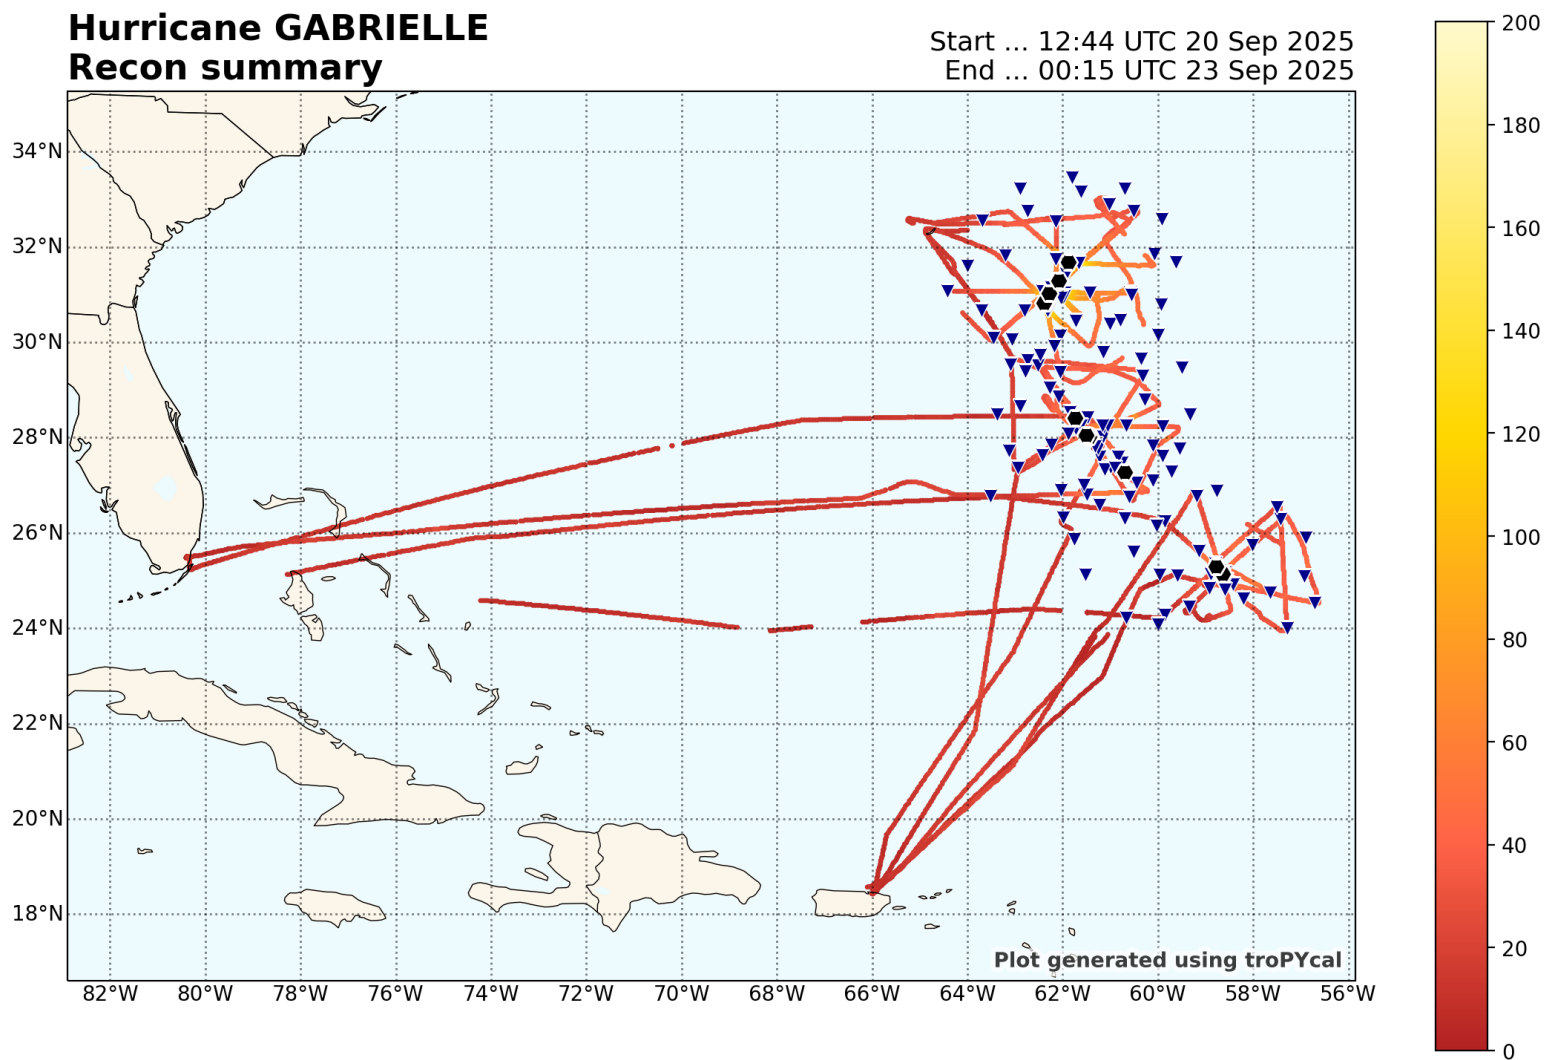 Hurricane GABRIELLE
Recon summary
Start ... 12:44 UTC 20 Sep 2025
End ... 00:15 UTC 23 Sep 2025
34°N
32°N
30°N
28°N
26°N
24°N
22°N
20°N
18°N
82°W 80°W 78°W 76°W 74°W 72°W 70°W 68°W 66°W 64°W 62°W 60°W 58°W 56°W
Plot generated using troPYcal
200
180
160
140
120
100
80
60
40
20
0